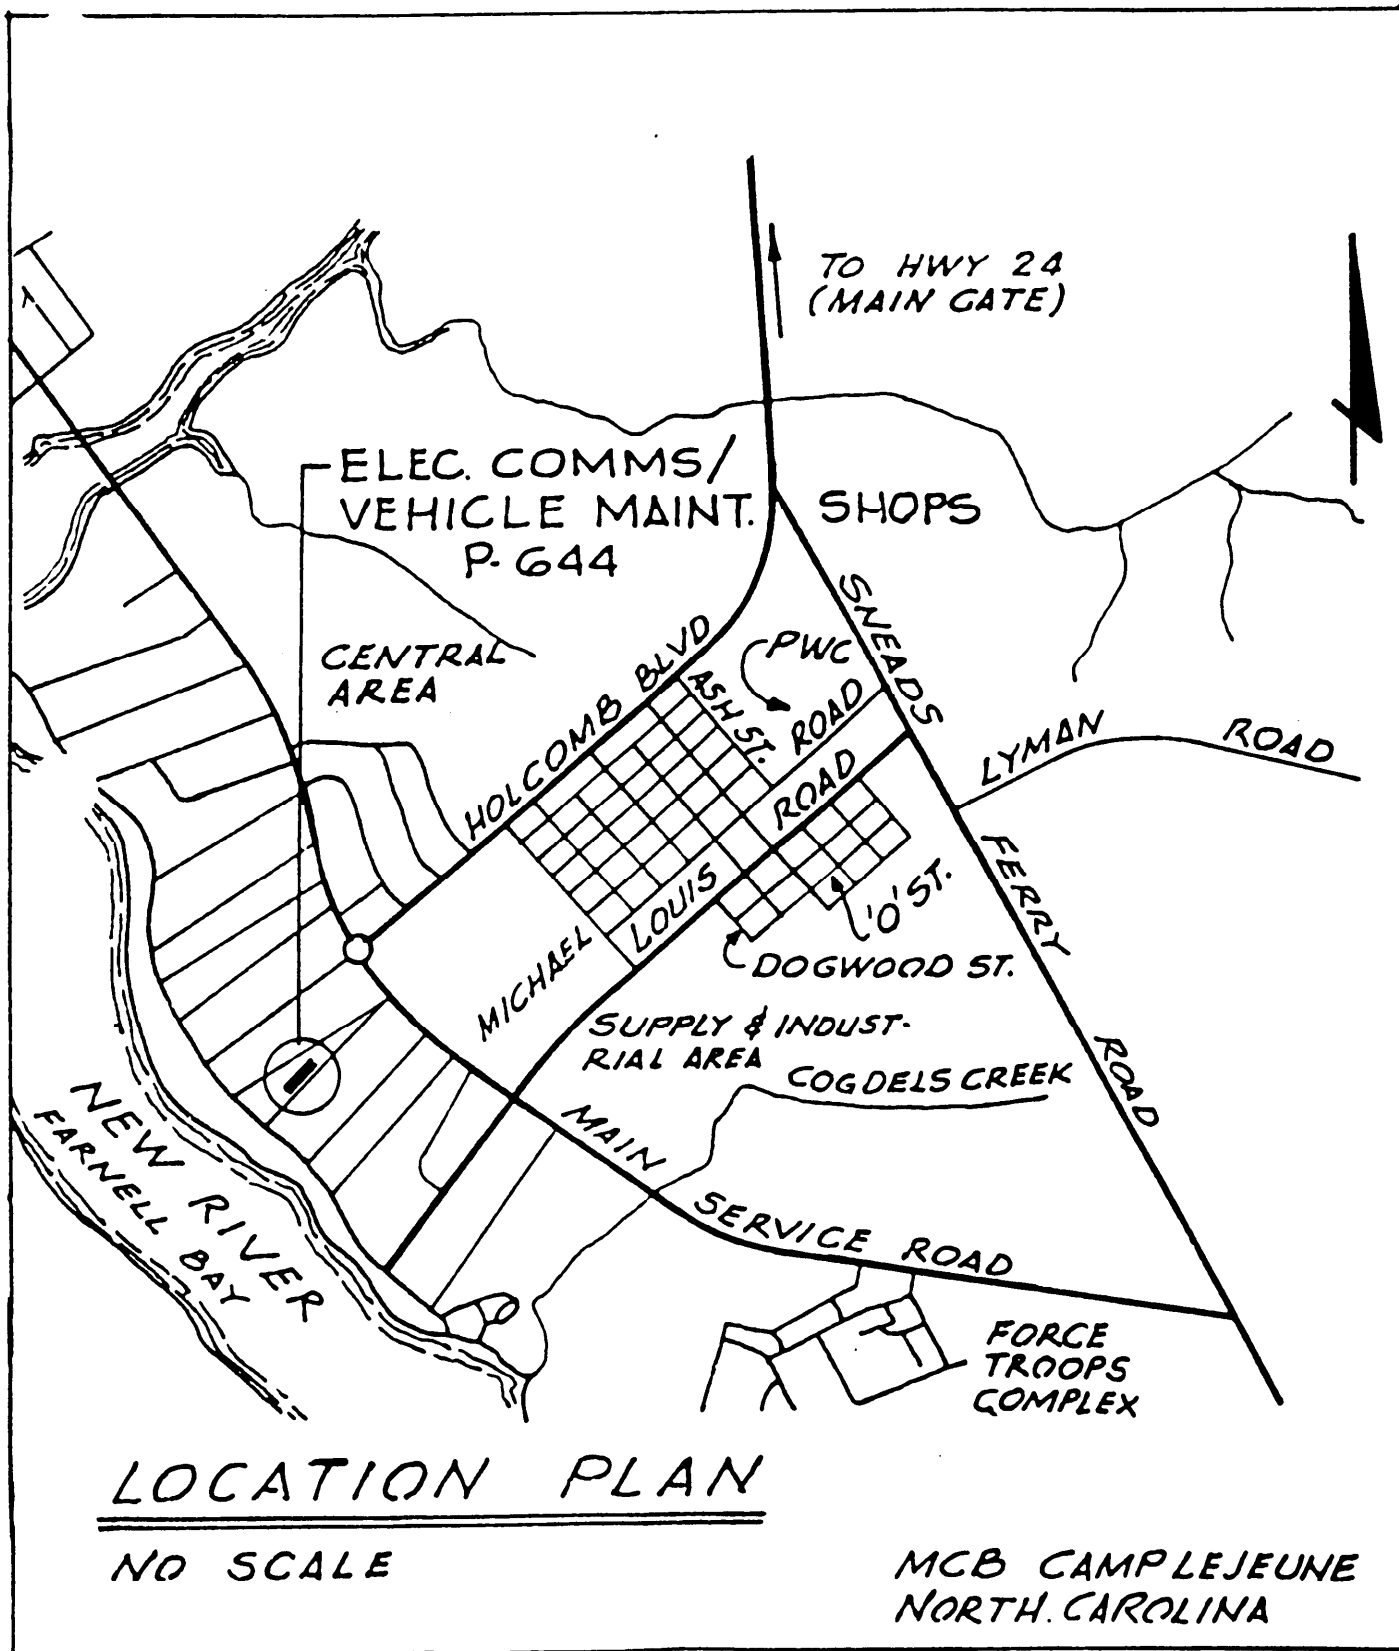 TO HWY 24
(MAIN GATE)
ELEC. COMMS/
VEHICLE MAINT. SHOPS
P-644
SNEADS FERRY ROAD
PWC
CENTRAL
AREA
HOLCOMB BLVD
ASH ST.
ROAD
LYMAN ROAD
MICHAEL ROAD
LOUIS
'O' ST.
DOGWOOD ST.
SUPPLY & INDUST-
RIAL AREA
COGDELS CREEK
NEW RIVER
FARNELL BAY
MAIN SERVICE ROAD
FORCE
TROOPS
COMPLEX
LOCATION PLAN
NO SCALE
MCB CAMP LEJEUNE
NORTH. CAROLINA